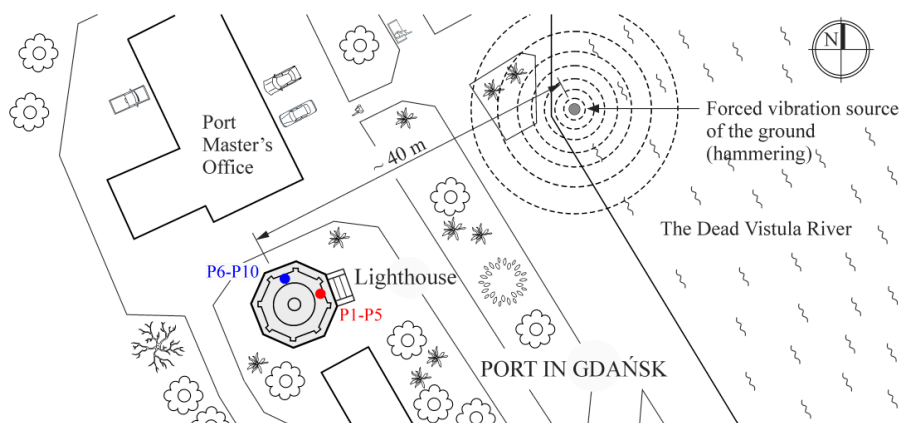 N
Forced vibration source
of the ground
(hammering)
Port
Master's
Office
~ 40 m
The Dead Vistula River
P6-P10
Lighthouse
P1-P5
PORT IN GDAŃSK